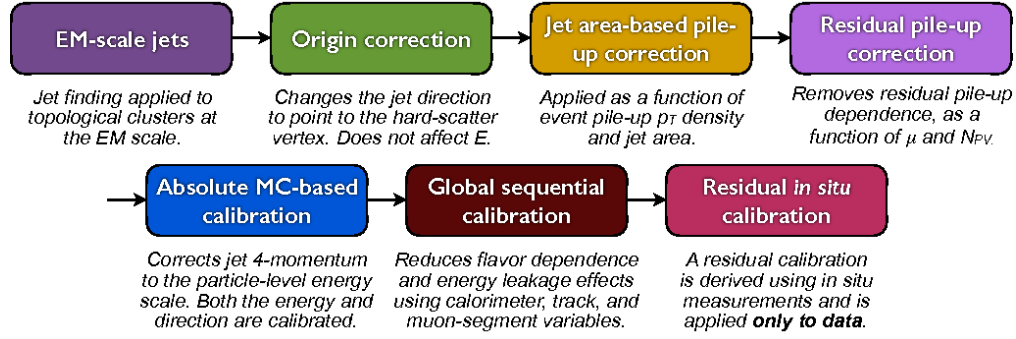 EM-scale jets
Jet finding applied to
topological clusters at
the EM scale.
Origin correction
Changes the jet direction
to point to the hard-scatter
vertex. Does not affect E.
Jet area-based pile-
up correction
Applied as a function of
event pile-up pT density
and jet area.
Residual pile-up
correction
Removes residual pile-up
dependence, as a
function of μ and NPV.
Absolute MC-based
calibration
Corrects jet 4-momentum
to the particle-level energy
scale. Both the energy and
direction are calibrated.
Global sequential
calibration
Reduces flavor dependence
and energy leakage effects
using calorimeter, track, and
muon-segment variables.
Residual in situ
calibration
A residual calibration
is derived using in situ
measurements and is
applied only to data.